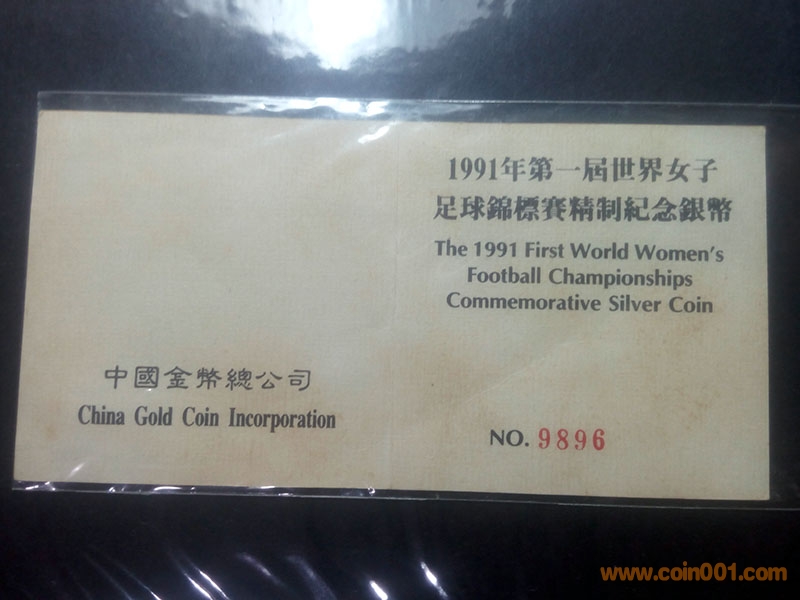 1991年第一屆世界女子
足球錦標賽精制紀念銀幣
The 1991 First World Women's
Football Championships
Commemorative Silver Coin
中國金幣總公司
China Gold Coin Incorporation
NO. 9896
www.coin001.com